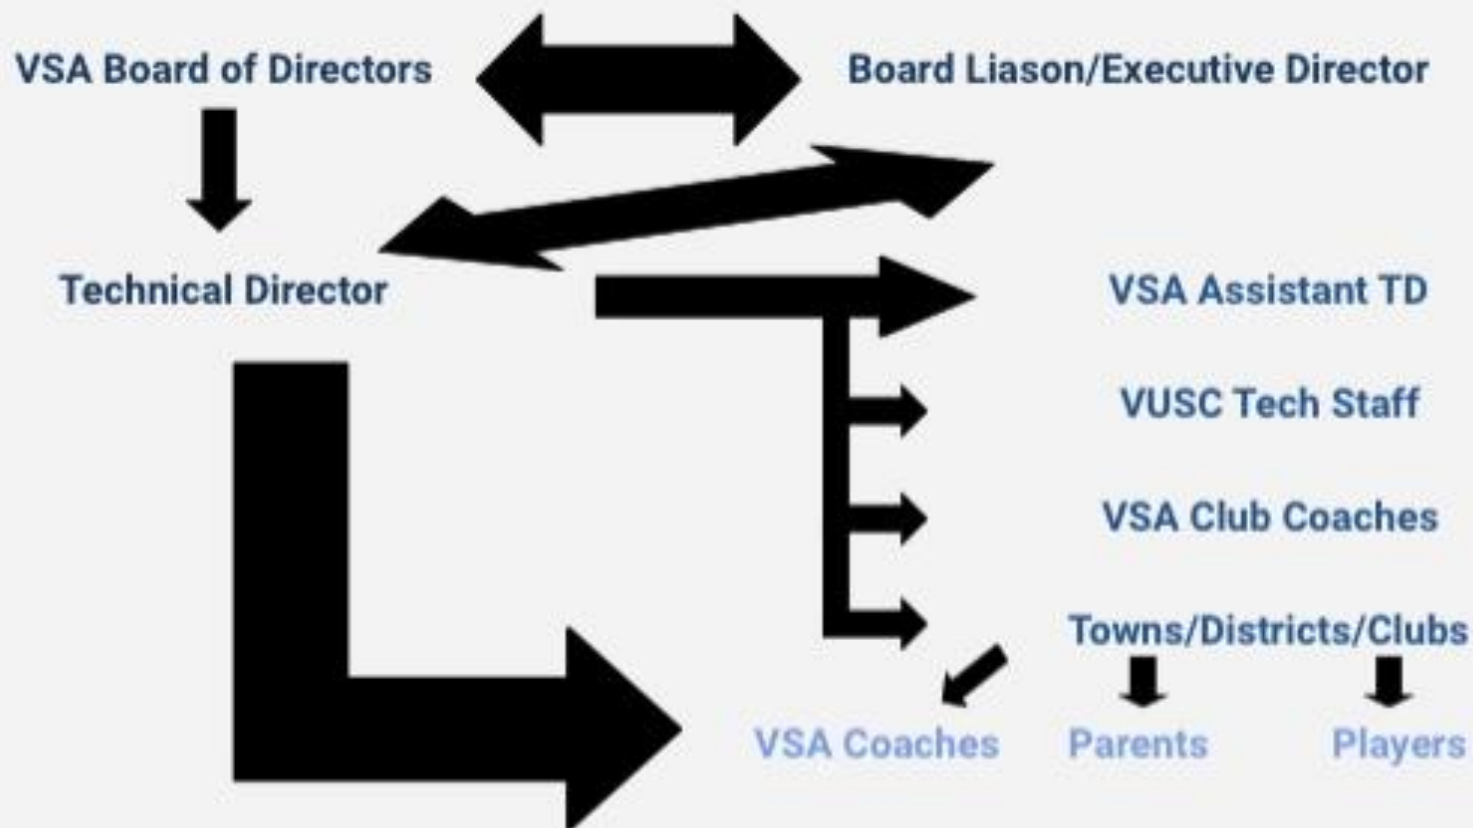 VSA Board of Directors
Board Liason/Executive Director
Technical Director
VSA Assistant TD
VUSC Tech Staff
VSA Club Coaches
Towns/Districts/Clubs
VSA Coaches
Parents
Players